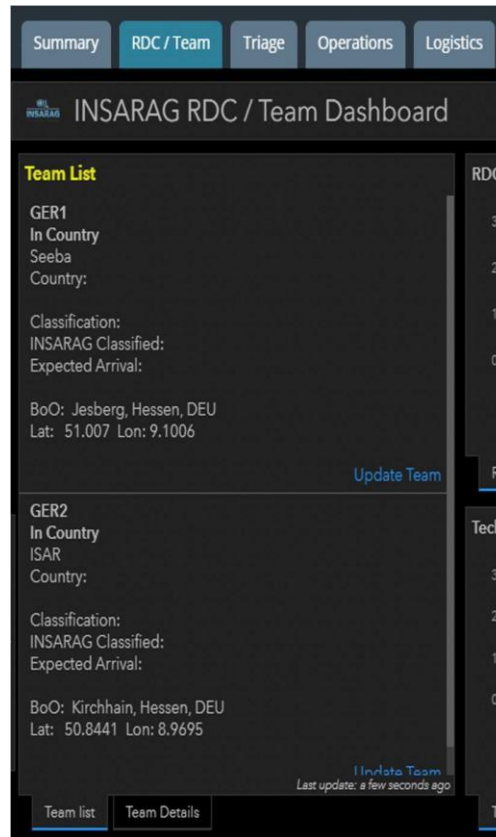 Summary
RDC / Team
Triage
Operations
Logistics
INSARAG
INSARAG RDC / Team Dashboard
Team List
GER1
In Country
Seeba
Country:
Classification:
INSARAG Classified:
Expected Arrival:
BoO: Jesberg, Hessen, DEU
Lat: 51.007 Lon: 9.1006
Update Team
GER2
In Country
ISAR
Country:
Classification:
INSARAG Classified:
Expected Arrival:
BoO: Kirchhain, Hessen, DEU
Lat: 50.8441 Lon: 8.9695
Update Team
Last update: a few seconds ago
Team list
Team Details